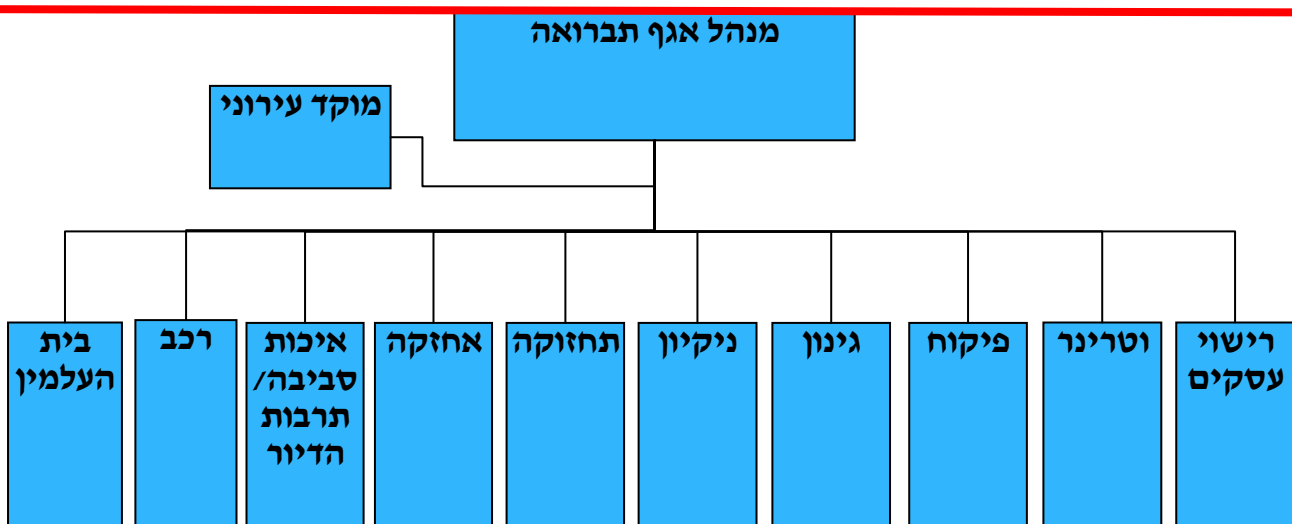 מנהל אגף תברואה
מוקד עירוני
רישוי
עסקים
וטרינר
פיקוח
גינון
ניקיון
תחזוקה
אחזקה
איכות
סביבה/
תרבות
הדיור
רכב
בית
העלמין